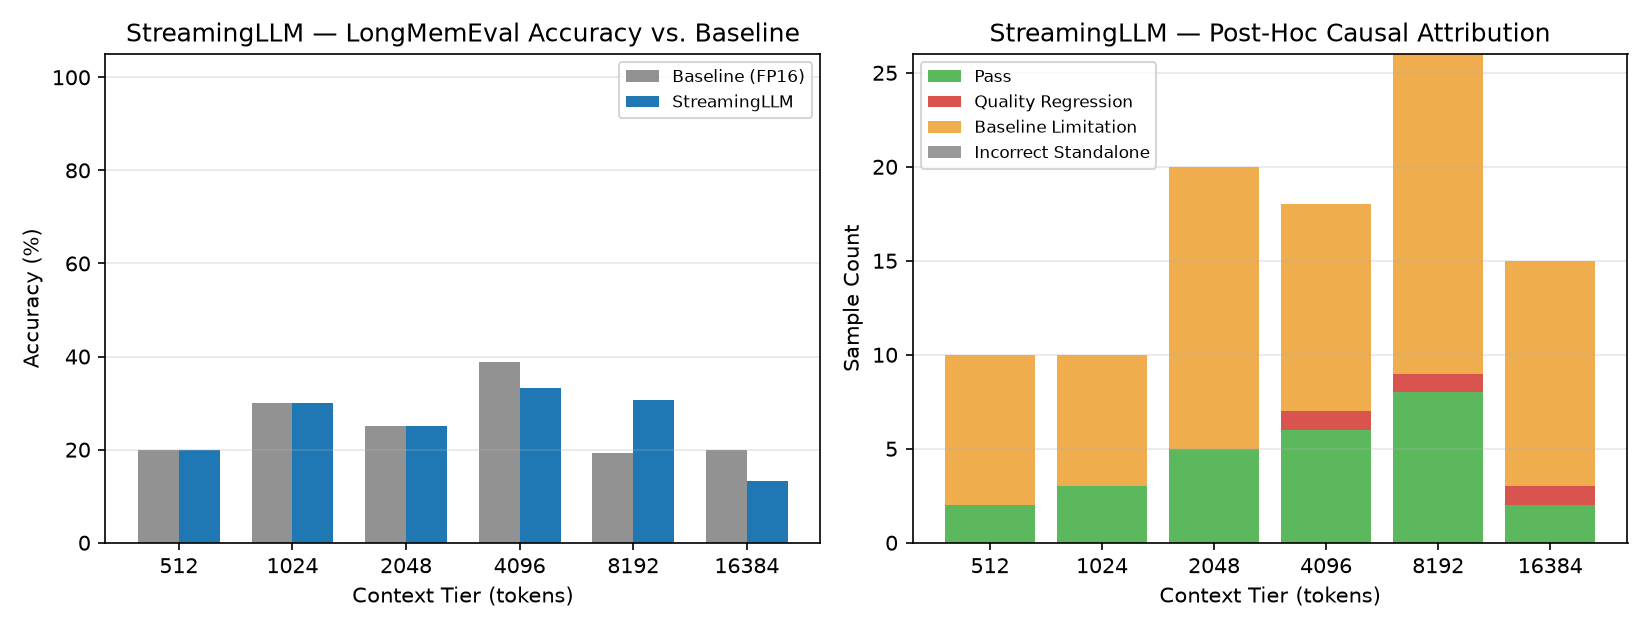 StreamingLLM — LongMemEval Accuracy vs. Baseline
Accuracy (%)
100
80
60
40
20
0
Baseline (FP16)
StreamingLLM
512 1024 2048 4096 8192 16384
Context Tier (tokens)
StreamingLLM — Post-Hoc Causal Attribution
Sample Count
25
20
15
10
5
0
Pass
Quality Regression
Baseline Limitation
Incorrect Standalone
512 1024 2048 4096 8192 16384
Context Tier (tokens)